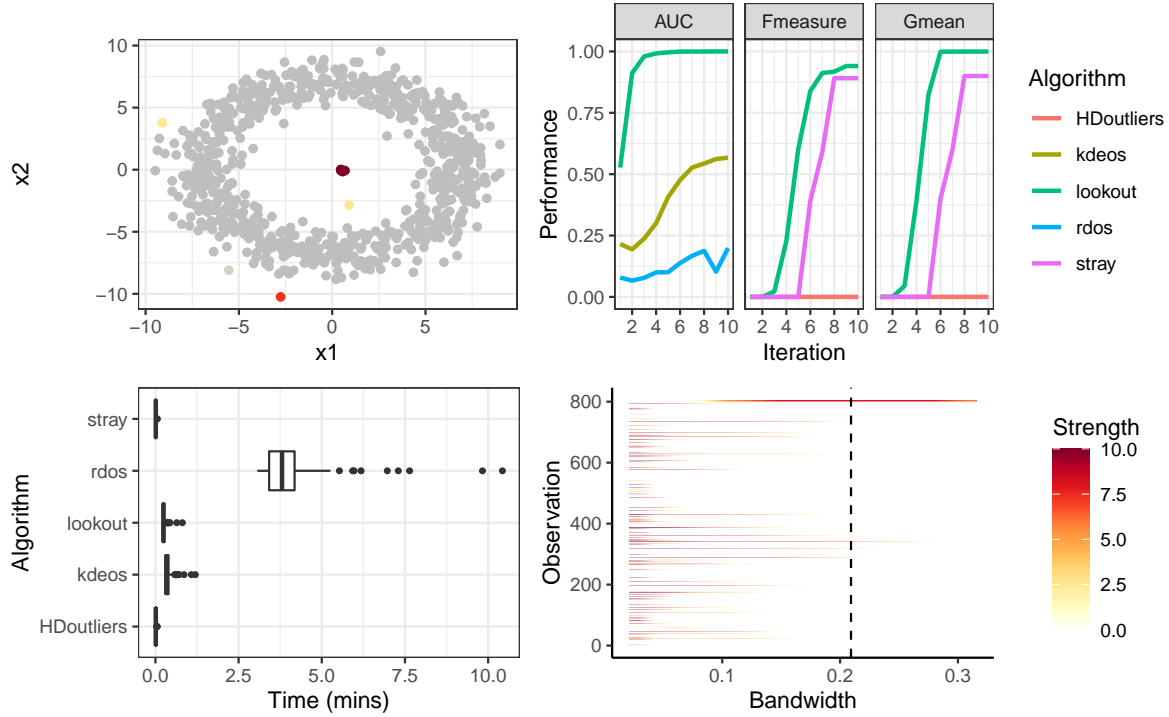 10
5
0
−5
−10
−10
−5
0
5
x2
x1
AUC
Fmeasure
Gmean
1.00
0.75
0.50
0.25
0.00
Performance
2 4 6 8 10
2 4 6 8 10
2 4 6 8 10
Iteration
Algorithm
HDoutliers
kdeos
lookout
rdos
stray
stray
rdos
lookout
kdeos
HDoutliers
Algorithm
0.0 2.5 5.0 7.5 10.0
Time (mins)
800
600
400
200
0
Observation
0.1 0.2 0.3
Bandwidth
Strength
10.0
7.5
5.0
2.5
0.0